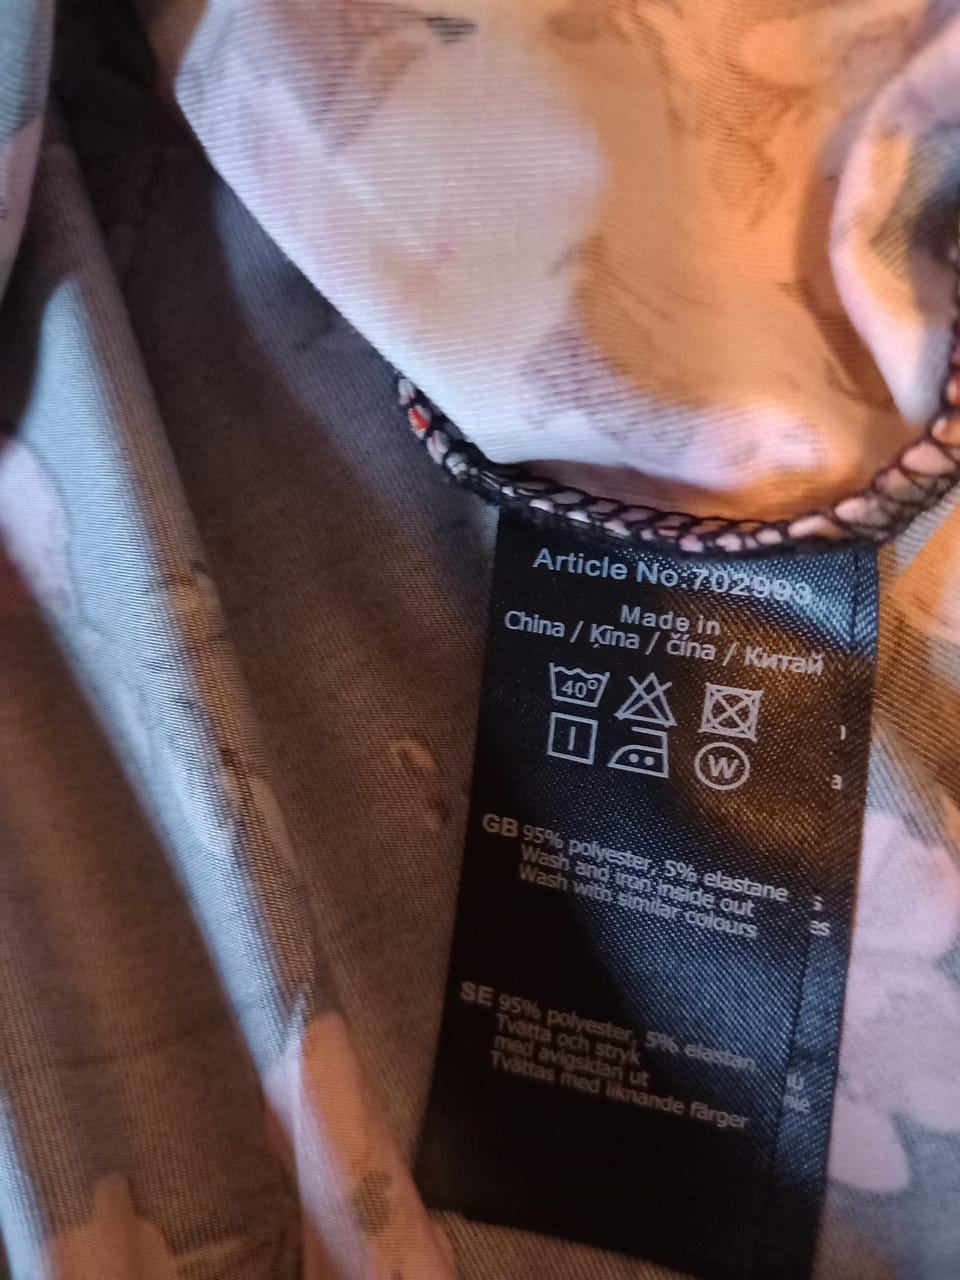 Article No:702993
Made in
China / Ķīna / čína / Китай
40°
I
W
GB 95% polyester, 5% elastane
Wash and iron inside out
Wash with similar colours
SE 95% polyester, 5% elastan
Tvätta och stryk
med avigsidan ut
Tvättas med liknande färger